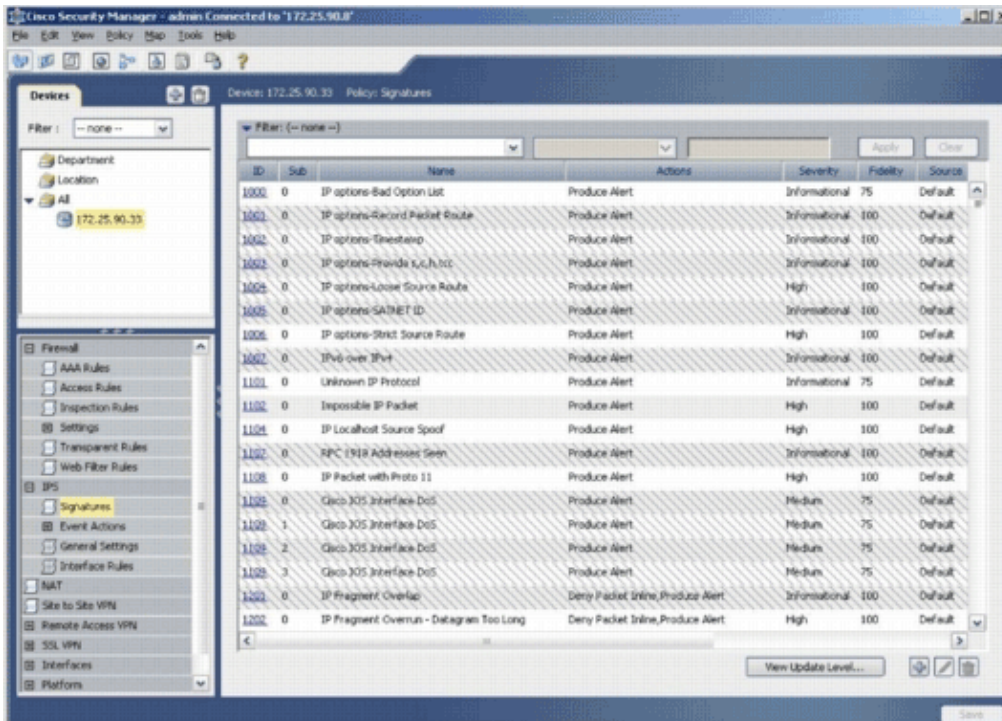 Cisco Security Manager - admin Connected to '172.25.90.8'
File Edit View Policy Map Tools Help
Devices
Device: 172.25.90.33 Policy: Signatures
Filter : -- none --
Filter: (-- none --)
Apply Clear
Department
Location
All
172.25.90.33
ID Sub Name Actions Severity Fidelity Source
1000 0 IP options-Bad Option List Produce Alert Informational 75 Default
1001 0 IP options-Record Packet Route Produce Alert Informational 100 Default
1002 0 IP options-Timestamp Produce Alert Informational 100 Default
1003 0 IP options-Provide s,c,h,tcc Produce Alert Informational 100 Default
1004 0 IP options-Loose Source Route Produce Alert High 100 Default
1005 0 IP options-SATNET ID Produce Alert Informational 100 Default
1006 0 IP options-Strict Source Route Produce Alert High 100 Default
1007 0 IPv6 over IPv4 Produce Alert Informational 100 Default
1101 0 Unknown IP Protocol Produce Alert Informational 75 Default
1102 0 Impossible IP Packet Produce Alert High 100 Default
1104 0 IP Localhost Source Spoof Produce Alert High 100 Default
1107 0 RFC 1918 Addresses Seen Produce Alert Informational 100 Default
1108 0 IP Packet with Proto 11 Produce Alert High 100 Default
1109 0 Cisco IOS Interface DoS Produce Alert Medium 75 Default
1109 1 Cisco IOS Interface DoS Produce Alert Medium 75 Default
1109 2 Cisco IOS Interface DoS Produce Alert Medium 75 Default
1109 3 Cisco IOS Interface DoS Produce Alert Medium 75 Default
1201 0 IP Fragment Overlap Deny Packet Inline,Produce Alert Informational 100 Default
1202 0 IP Fragment Overrun - Datagram Too Long Deny Packet Inline,Produce Alert High 100 Default
Firewall
AAA Rules
Access Rules
Inspection Rules
Settings
Transparent Rules
Web Filter Rules
IPS
Signatures
Event Actions
General Settings
Interface Rules
NAT
Site to Site VPN
Remote Access VPN
SSL VPN
Interfaces
Platform
View Update Level...
Save